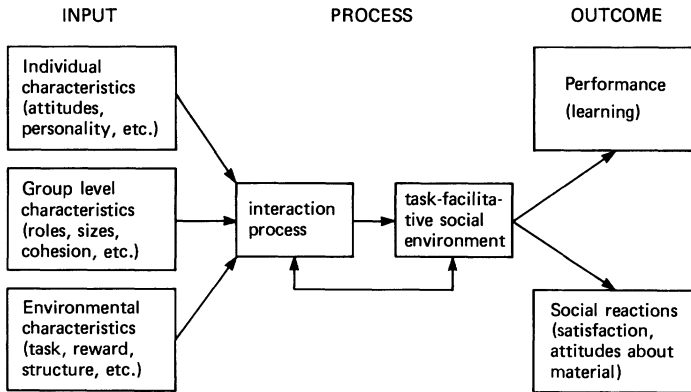 INPUT
PROCESS
OUTCOME
Individual
characteristics
(attitudes,
personality, etc.)
Group level
characteristics
(roles, sizes,
cohesion, etc.)
Environmental
characteristics
(task, reward,
structure, etc.)
interaction
process
task-facilita-
tive social
environment
Performance
(learning)
Social reactions
(satisfaction,
attitudes about
material)